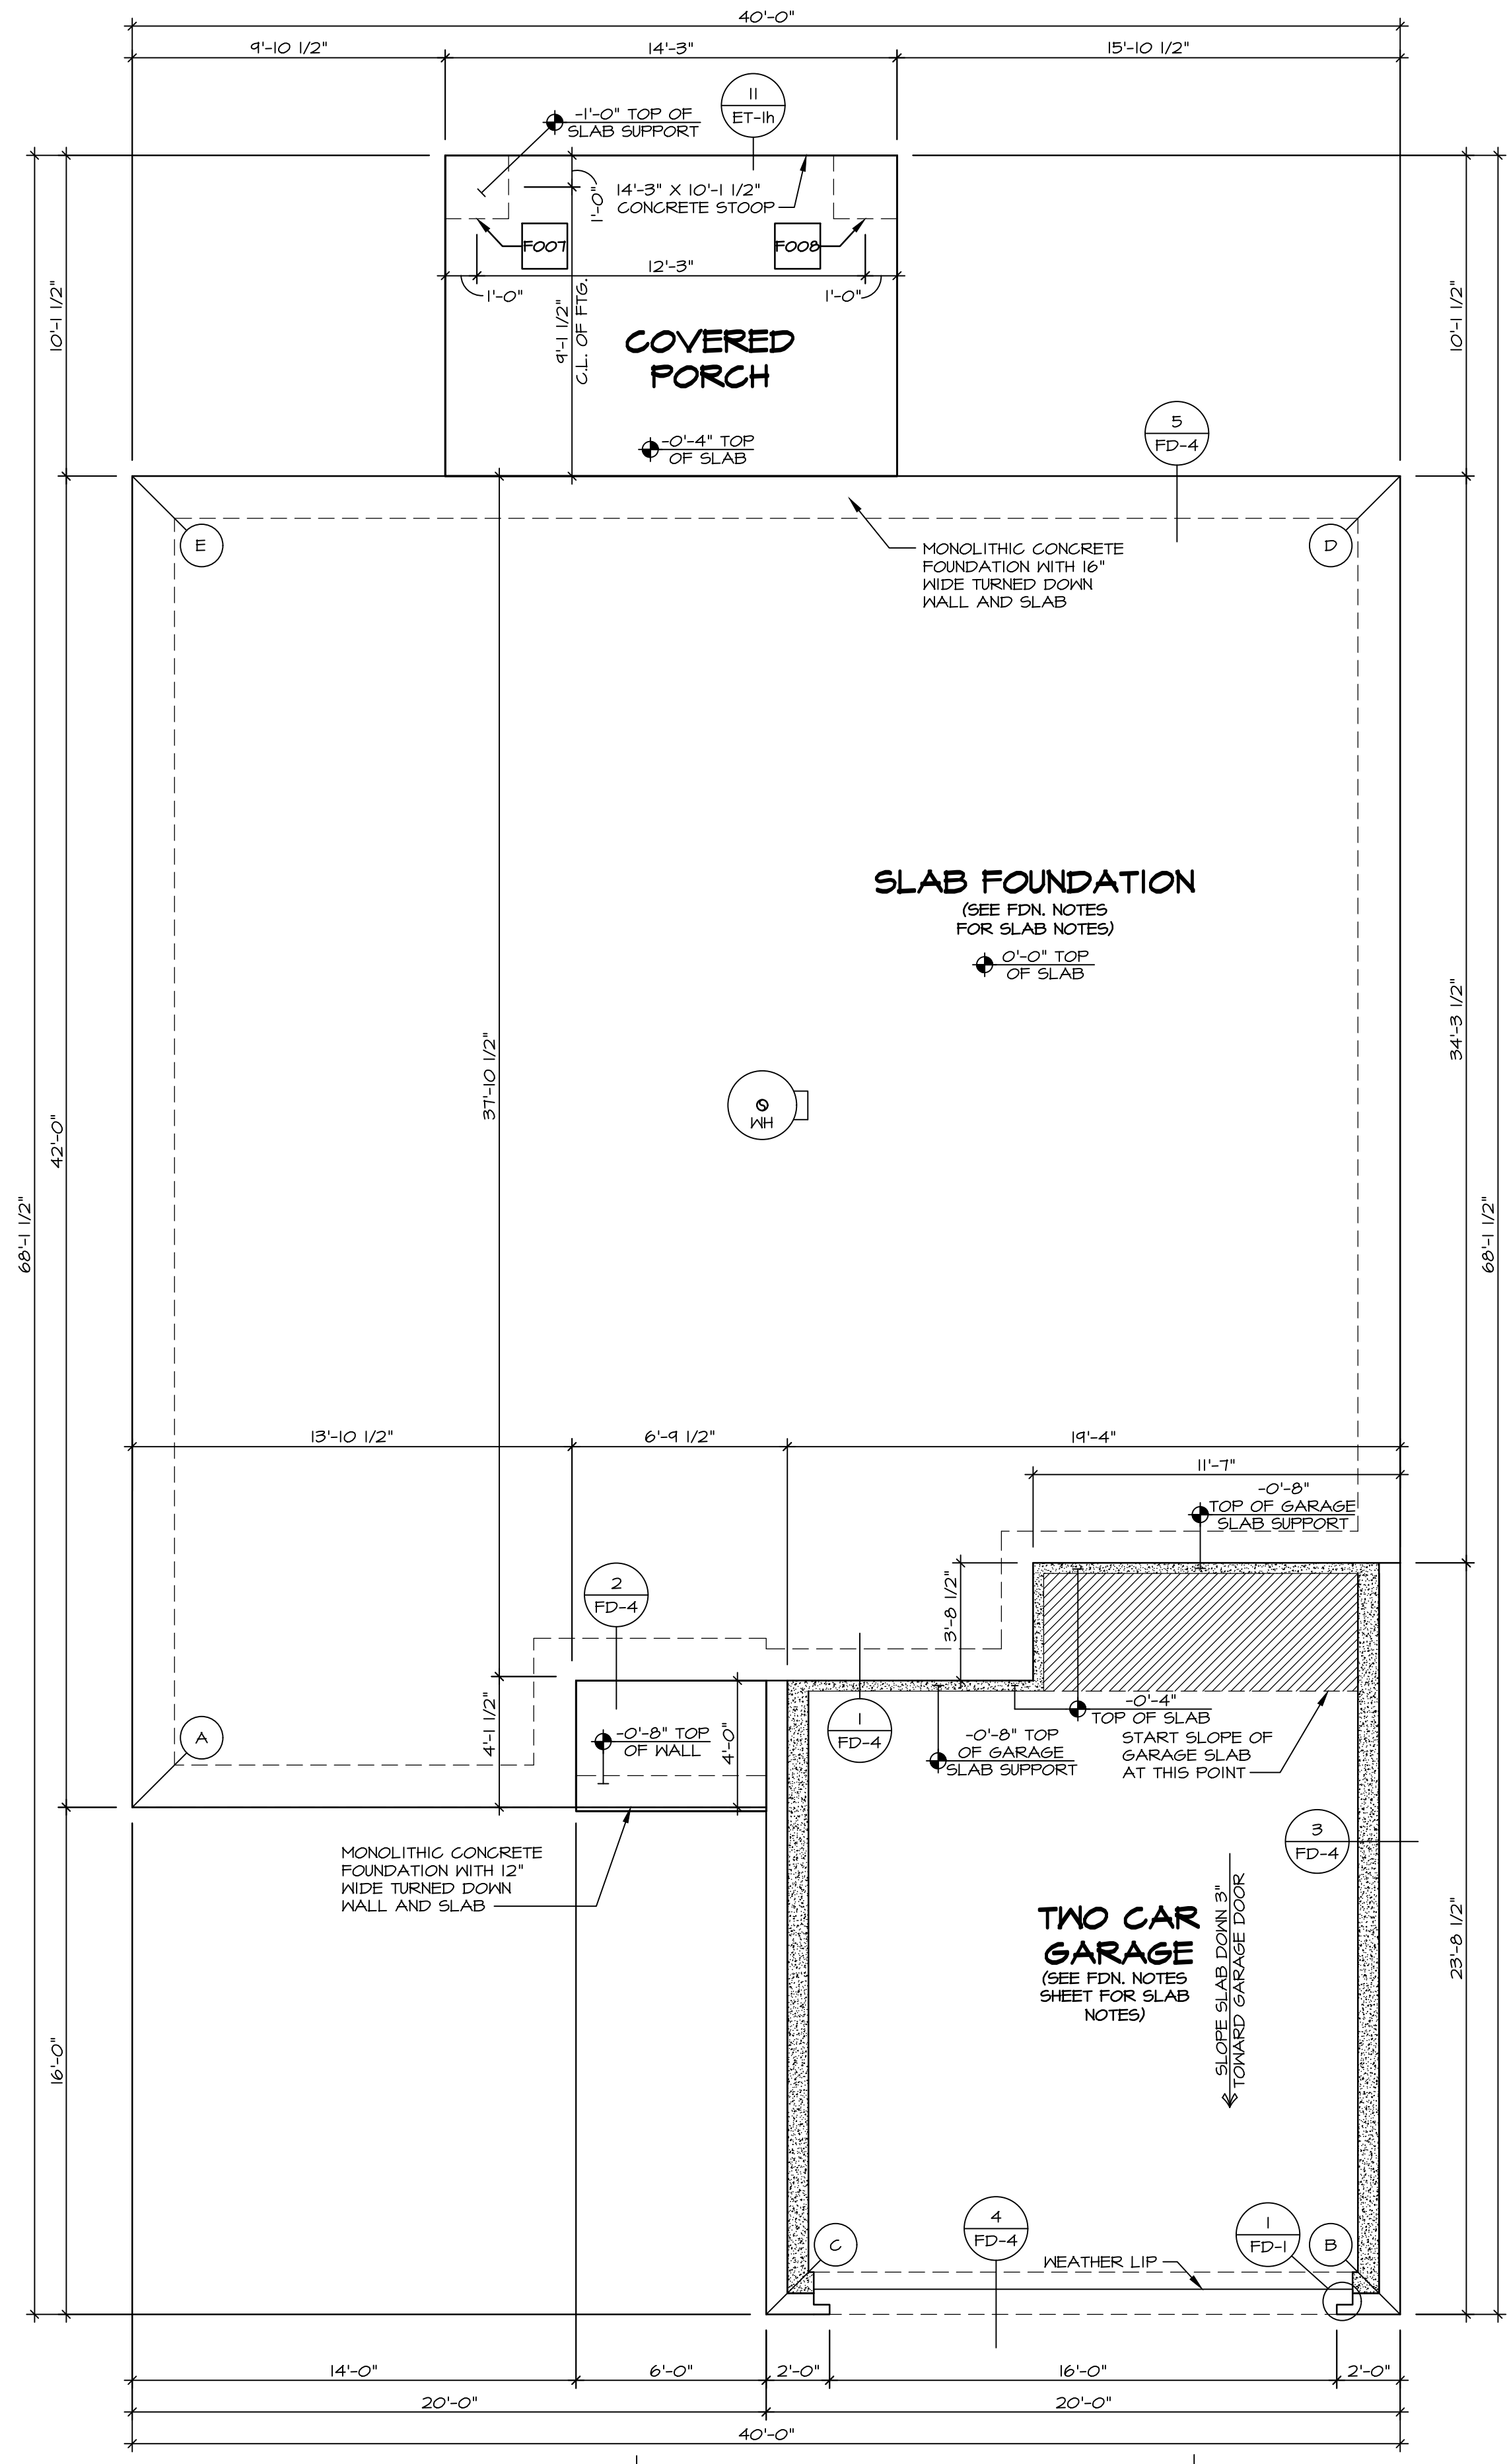 40'-0"
9'-10 1/2"
14'-3"
15'-10 1/2"
11
ET-1h
-1'-0" TOP OF
SLAB SUPPORT
1'-0"
14'-3" X 10'-1 1/2"
CONCRETE STOOP
F007
F008
12'-3"
1'-0"
1'-0"
9'-1 1/2"
C.L. OF FTG.
10'-1 1/2"
10'-1 1/2"
COVERED
PORCH
-0'-4" TOP
OF SLAB
5
FD-4
E
D
MONOLITHIC CONCRETE
FOUNDATION WITH 16"
WIDE TURNED DOWN
WALL AND SLAB
SLAB FOUNDATION
(SEE FDN. NOTES
FOR SLAB NOTES)
0'-0" TOP
OF SLAB
34'-3 1/2"
37'-10 1/2"
42'-0"
WH
68'-1 1/2"
68'-1 1/2"
13'-10 1/2"
6'-9 1/2"
19'-4"
11'-7"
-0'-8"
TOP OF GARAGE
SLAB SUPPORT
2
FD-4
3'-8 1/2"
4'-1 1/2"
A
-0'-8" TOP
OF WALL
4'-0"
1
FD-4
-0'-8" TOP
OF GARAGE
SLAB SUPPORT
-0'-4"
TOP OF SLAB
START SLOPE OF
GARAGE SLAB
AT THIS POINT
3
FD-4
MONOLITHIC CONCRETE
FOUNDATION WITH 12"
WIDE TURNED DOWN
WALL AND SLAB
TWO CAR
GARAGE
(SEE FDN. NOTES
SHEET FOR SLAB
NOTES)
SLOPE SLAB DOWN 3"
TOWARD GARAGE DOOR
23'-8 1/2"
16'-0"
C
4
FD-4
1
FD-1
B
WEATHER LIP
14'-0"
6'-0"
2'-0"
16'-0"
2'-0"
20'-0"
20'-0"
40'-0"